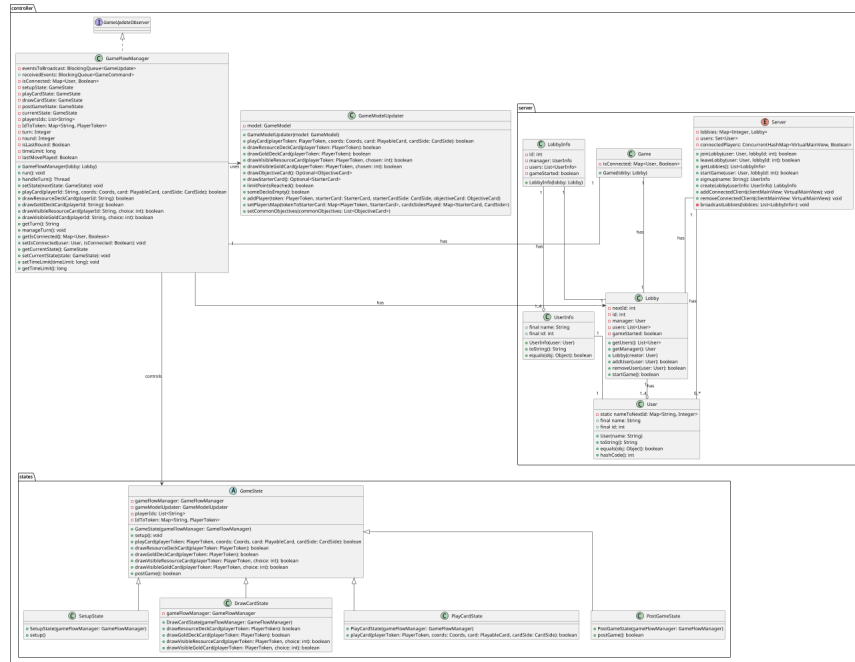 controller
I GameUpdateObserver
C GameFlowManager
eventsToBroadcast: BlockingQueue<GameUpdate>
receivedEvents: BlockingQueue<GameCommand>
isConnected: Map<User, Boolean>
setupState: GameState
playCardState: GameState
drawCardState: GameState
postGameState: GameState
currentState: GameState
playersIds: List<String>
IdToToken: Map<String, PlayerToken>
turn: Integer
round: Integer
isLastRound: Boolean
timeLimit: long
lastMovePlayed: Boolean
GameFlowManager(lobby: Lobby)
run(): void
handleTurn() Thread
setState(nextState: GameState): void
playCard(playerId: String, coords: Coords, card: PlayableCard, cardSide: CardSide): boolean
drawResourceDeckCard(playerId: String): boolean
drawGoldDeckCard(playerId: String): boolean
drawVisibleResourceCard(playerId: String, choice: int): boolean
drawVisibleGoldCard(playerId: String, choice: int): boolean
getTurn(): String
manageTurn(): void
getIsConnected(): Map<User, Boolean>
setIsConnected(user: User, isConnected: Boolean): void
getCurrentState(): GameState
setCurrentState(state: GameState): void
setTimeLimit(timeLimit: long): void
getTimeLimit(): long
uses
C GameModelUpdater
model: GameModel
GameModelUpdater(model: GameModel)
playCard(playerToken: PlayerToken, coords: Coords, card: PlayableCard, cardSide: CardSide): boolean
drawResourceDeckCard(playerToken: PlayerToken): boolean
drawGoldDeckCard(playerToken: PlayerToken): boolean
drawVisibleResourceCard(playerToken: PlayerToken, chosen: int): boolean
drawVisibleGoldCard(playerToken: PlayerToken, chosen: int): boolean
drawObjectiveCard(): Optional<ObjectiveCard>
drawStarterCard(): Optional<StarterCard>
limitPointsReached(): boolean
someDecksEmpty(): boolean
addPlayer(token: PlayerToken, starterCard: StarterCard, starterCardSide: CardSide, objectiveCard: ObjectiveCard)
setPlayersMap(tokenToStarterCard: Map<PlayerToken, StarterCard>, cardsSidesPlayed: Map<PlayerToken, CardSide>)
setCommonObjectives(commonObjectives: List<ObjectiveCard>)
server
C LobbyInfo
id: int
manager: UserInfo
users: List<UserInfo>
gameStarted: boolean
LobbyInfo(lobby: Lobby)
C Game
isConnected: Map<User, Boolean>
Game(lobby: Lobby)
E Server
lobbies: Map<Integer, Lobby>
users: Set<User>
connectedPlayers: ConcurrentHashMap<VirtualMainView, Boolean>
joinLobby(user: User, lobbyId: int): boolean
leaveLobby(user: User, lobbyId: int): boolean
getLobbies(): List<LobbyInfo>
startGame(user: User, lobbyId: int): boolean
signup(username: String): UserInfo
createLobby(userInfo: UserInfo): LobbyInfo
addConnectedClient(clientMainView: VirtualMainView): void
removeConnectedClient(clientMainView: VirtualMainView): void
broadcastLobbies(lobbies: List<LobbyInfo>): void
1
1
1
1
has
has
has
1
has
has
has
1..4
1
1
C Lobby
nextId: int
id: int
manager: User
users: List<User>
gameStarted: boolean
getUsers(): List<User>
getManager(): User
Lobby(creator: User)
addUser(user: User): boolean
removeUser(user: User): boolean
startGame(): boolean
C UserInfo
final name: String
final id: int
UserInfo(user: User)
toString(): String
equals(obj: Object): boolean
1
1
has
1
1..4
0..*
C User
static nameToNextId: Map<String, Integer>
final name: String
final id: int
User(name: String)
toString(): String
equals(obj: Object): boolean
hashCode(): int
controls
states
A GameState
gameFlowManager: GameFlowManager
gameModelUpdater: GameModelUpdater
playerIds: List<String>
IdToToken: Map<String, PlayerToken>
GameState(gameFlowManager: GameFlowManager)
setup(): void
playCard(playerToken: PlayerToken, coords: Coords, card: PlayableCard, cardSide: CardSide): boolean
drawResourceDeckCard(playerToken: PlayerToken): boolean
drawGoldDeckCard(playerToken: PlayerToken): boolean
drawVisibleResourceCard(playerToken: PlayerToken, choice: int): boolean
drawVisibleGoldCard(playerToken: PlayerToken, choice: int): boolean
postGame(): boolean
C SetupState
SetupState(gameFlowManager: GameFlowManager)
setup()
C DrawCardState
gameFlowManager: GameFlowManager
DrawCardState(gameFlowManager: GameFlowManager)
drawResourceDeckCard(playerToken: PlayerToken): boolean
drawGoldDeckCard(playerToken: PlayerToken): boolean
drawVisibleResourceCard(playerToken: PlayerToken, choice: int): boolean
drawVisibleGoldCard(playerToken: PlayerToken, choice: int): boolean
C PlayCardState
PlayCardState(gameFlowManager: GameFlowManager)
playCard(playerToken: PlayerToken, coords: Coords, card: PlayableCard, cardSide: CardSide): boolean
C PostGameState
PostGameState(gameFlowManager: GameFlowManager)
postGame(): boolean